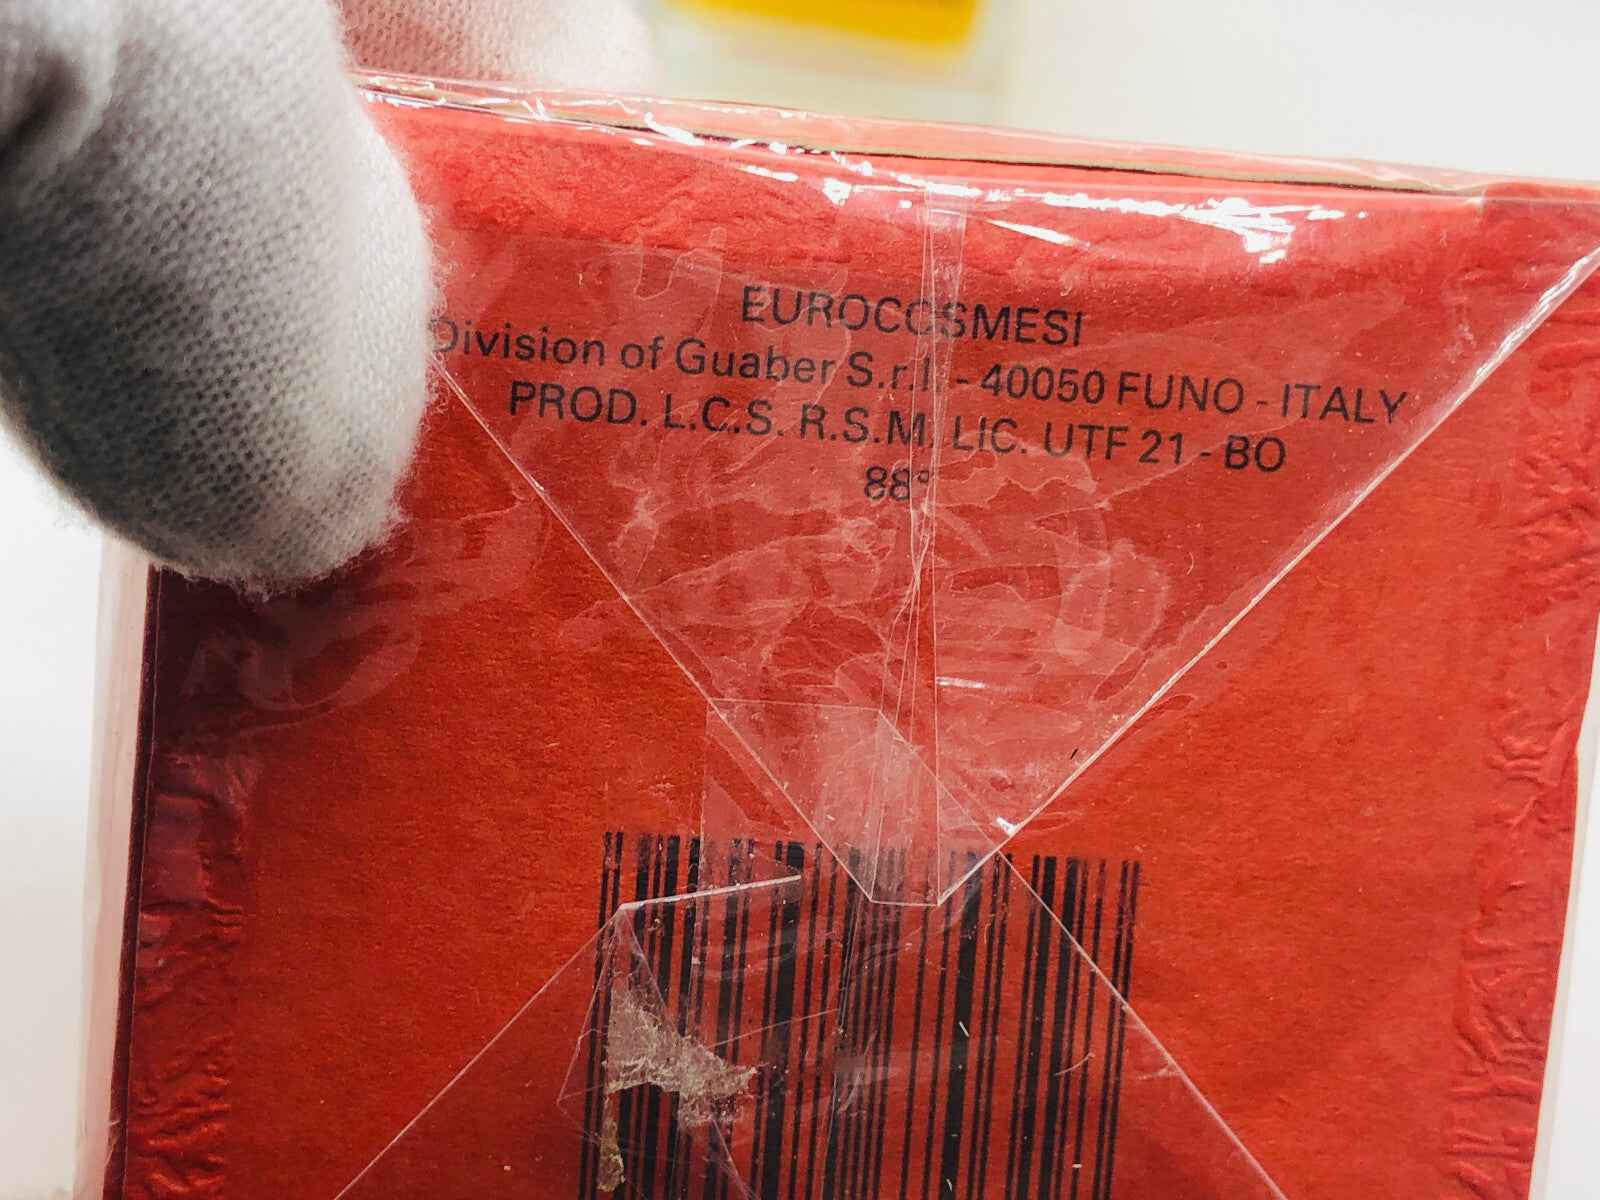 EUROCOSMESI
Division of Guaber S.r.l. - 40050 FUNO - ITALY
PROD. L.C.S. R.S.M. LIC. UTF 21 - BO
88°